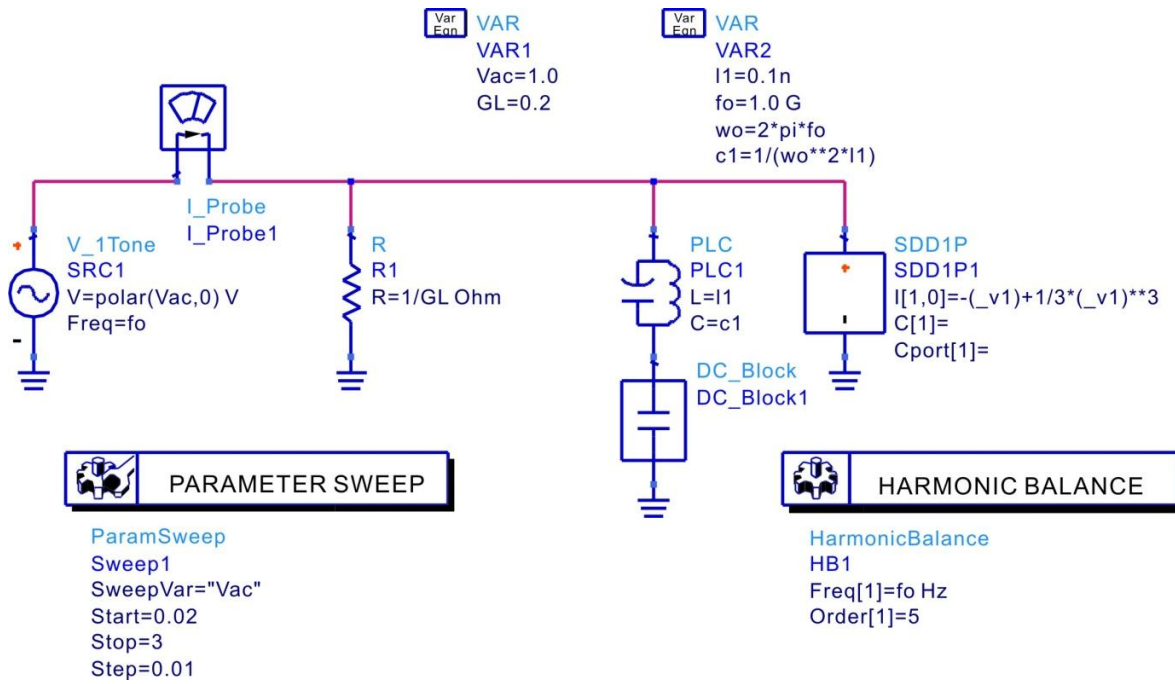 Var
Eqn
VAR
VAR1
Vac=1.0
GL=0.2
Var
Eqn
VAR
VAR2
l1=0.1n
fo=1.0 G
wo=2*pi*fo
c1=1/(wo**2*l1)
I_Probe
I_Probe1
V_1Tone
SRC1
V=polar(Vac,0) V
Freq=fo
R
R1
R=1/GL Ohm
PLC
PLC1
L=l1
C=c1
SDD1P
SDD1P1
I[1,0]=-(_v1)+1/3*(_v1)**3
C[1]=
Cport[1]=
DC_Block
DC_Block1
PARAMETER SWEEP
ParamSweep
Sweep1
SweepVar="Vac"
Start=0.02
Stop=3
Step=0.01
HARMONIC BALANCE
HarmonicBalance
HB1
Freq[1]=fo Hz
Order[1]=5